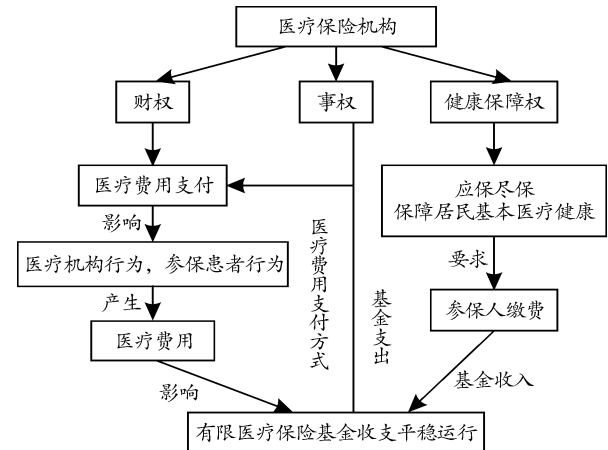 医疗保险机构
财权
事权
健康保障权
医疗费用支付
应保尽保
保障居民基本医疗健康
影响
医疗费用支付方式
基金支出
医疗机构行为，参保患者行为
要求
产生
参保人缴费
医疗费用
影响
基金收入
有限医疗保险基金收支平稳运行